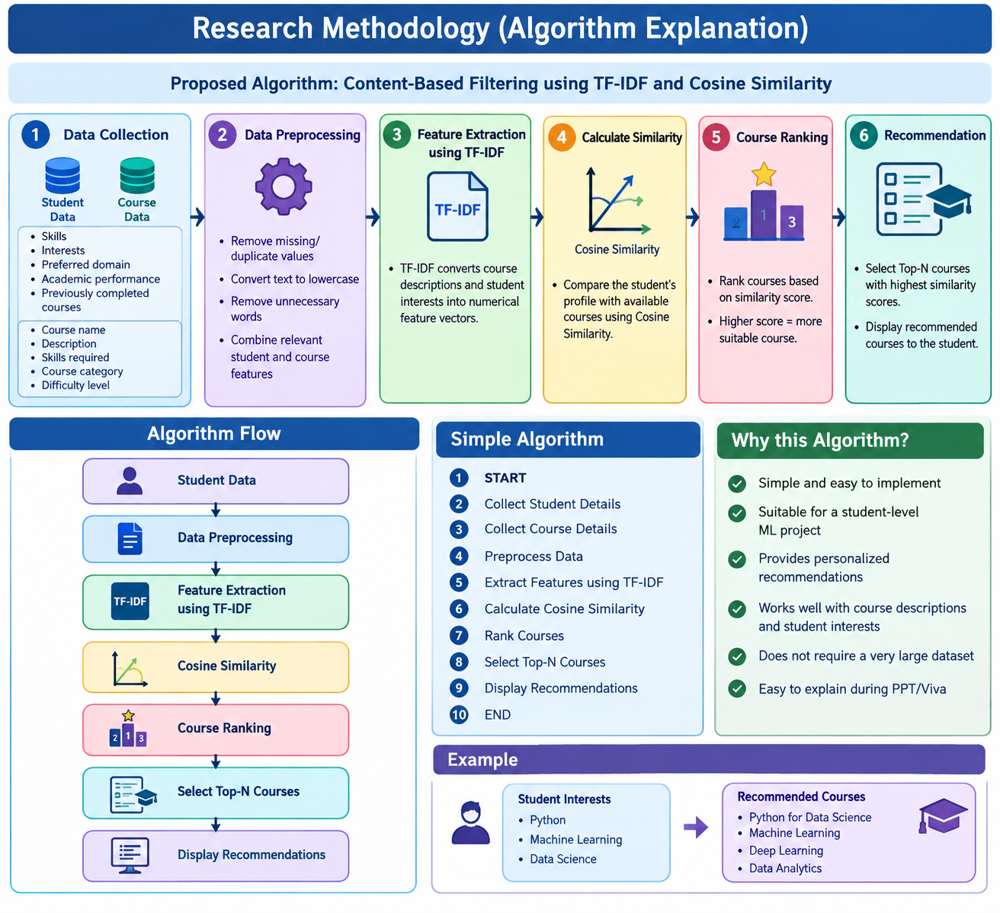 Research Methodology (Algorithm Explanation)
Proposed Algorithm: Content-Based Filtering using TF-IDF and Cosine Similarity
1 Data Collection
Student
Data
Course
Data
• Skills
• Interests
• Preferred domain
• Academic performance
• Previously completed
courses
• Course name
• Description
• Skills required
• Course category
• Difficulty level
2 Data Preprocessing
• Remove missing/
duplicate values
• Convert text to lowercase
• Remove unnecessary
words
• Combine relevant
student and course
features
3 Feature Extraction
using TF-IDF
TF-IDF
• TF-IDF converts course
descriptions and student
interests into numerical
feature vectors.
4 Calculate Similarity
Cosine Similarity
• Compare the student's
profile with available
courses using Cosine
Similarity.
5 Course Ranking
2 1 3
• Rank courses based
on similarity score.
• Higher score = more
suitable course.
6 Recommendation
• Select Top-N courses
with highest similarity
scores.
• Display recommended
courses to the student.
Algorithm Flow
Student Data
Data Preprocessing
TF-IDF
Feature Extraction
using TF-IDF
Cosine Similarity
2 1 3
Course Ranking
Select Top-N Courses
Display Recommendations
Simple Algorithm
1 START
2 Collect Student Details
3 Collect Course Details
4 Preprocess Data
5 Extract Features using TF-IDF
6 Calculate Cosine Similarity
7 Rank Courses
8 Select Top-N Courses
9 Display Recommendations
10 END
Why this Algorithm?
Simple and easy to implement
Suitable for a student-level
ML project
Provides personalized
recommendations
Works well with course descriptions
and student interests
Does not require a very large dataset
Easy to explain during PPT/Viva
Example
Student Interests
• Python
• Machine Learning
• Data Science
Recommended Courses
• Python for Data Science
• Machine Learning
• Deep Learning
• Data Analytics